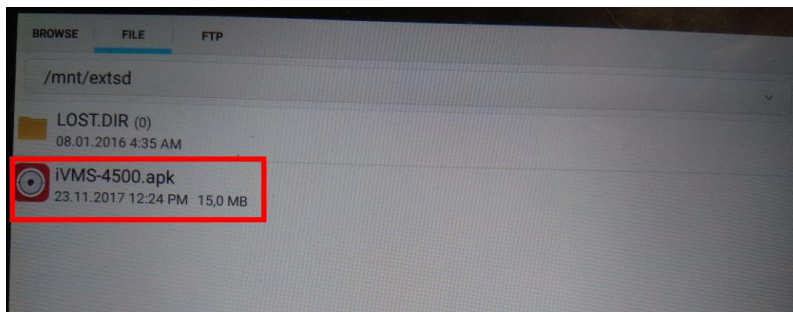 BROWSE FILE FTP
/mnt/extsd
LOST.DIR (0)
08.01.2016 4:35 AM
iVMS-4500.apk
23.11.2017 12:24 PM 15,0 MB